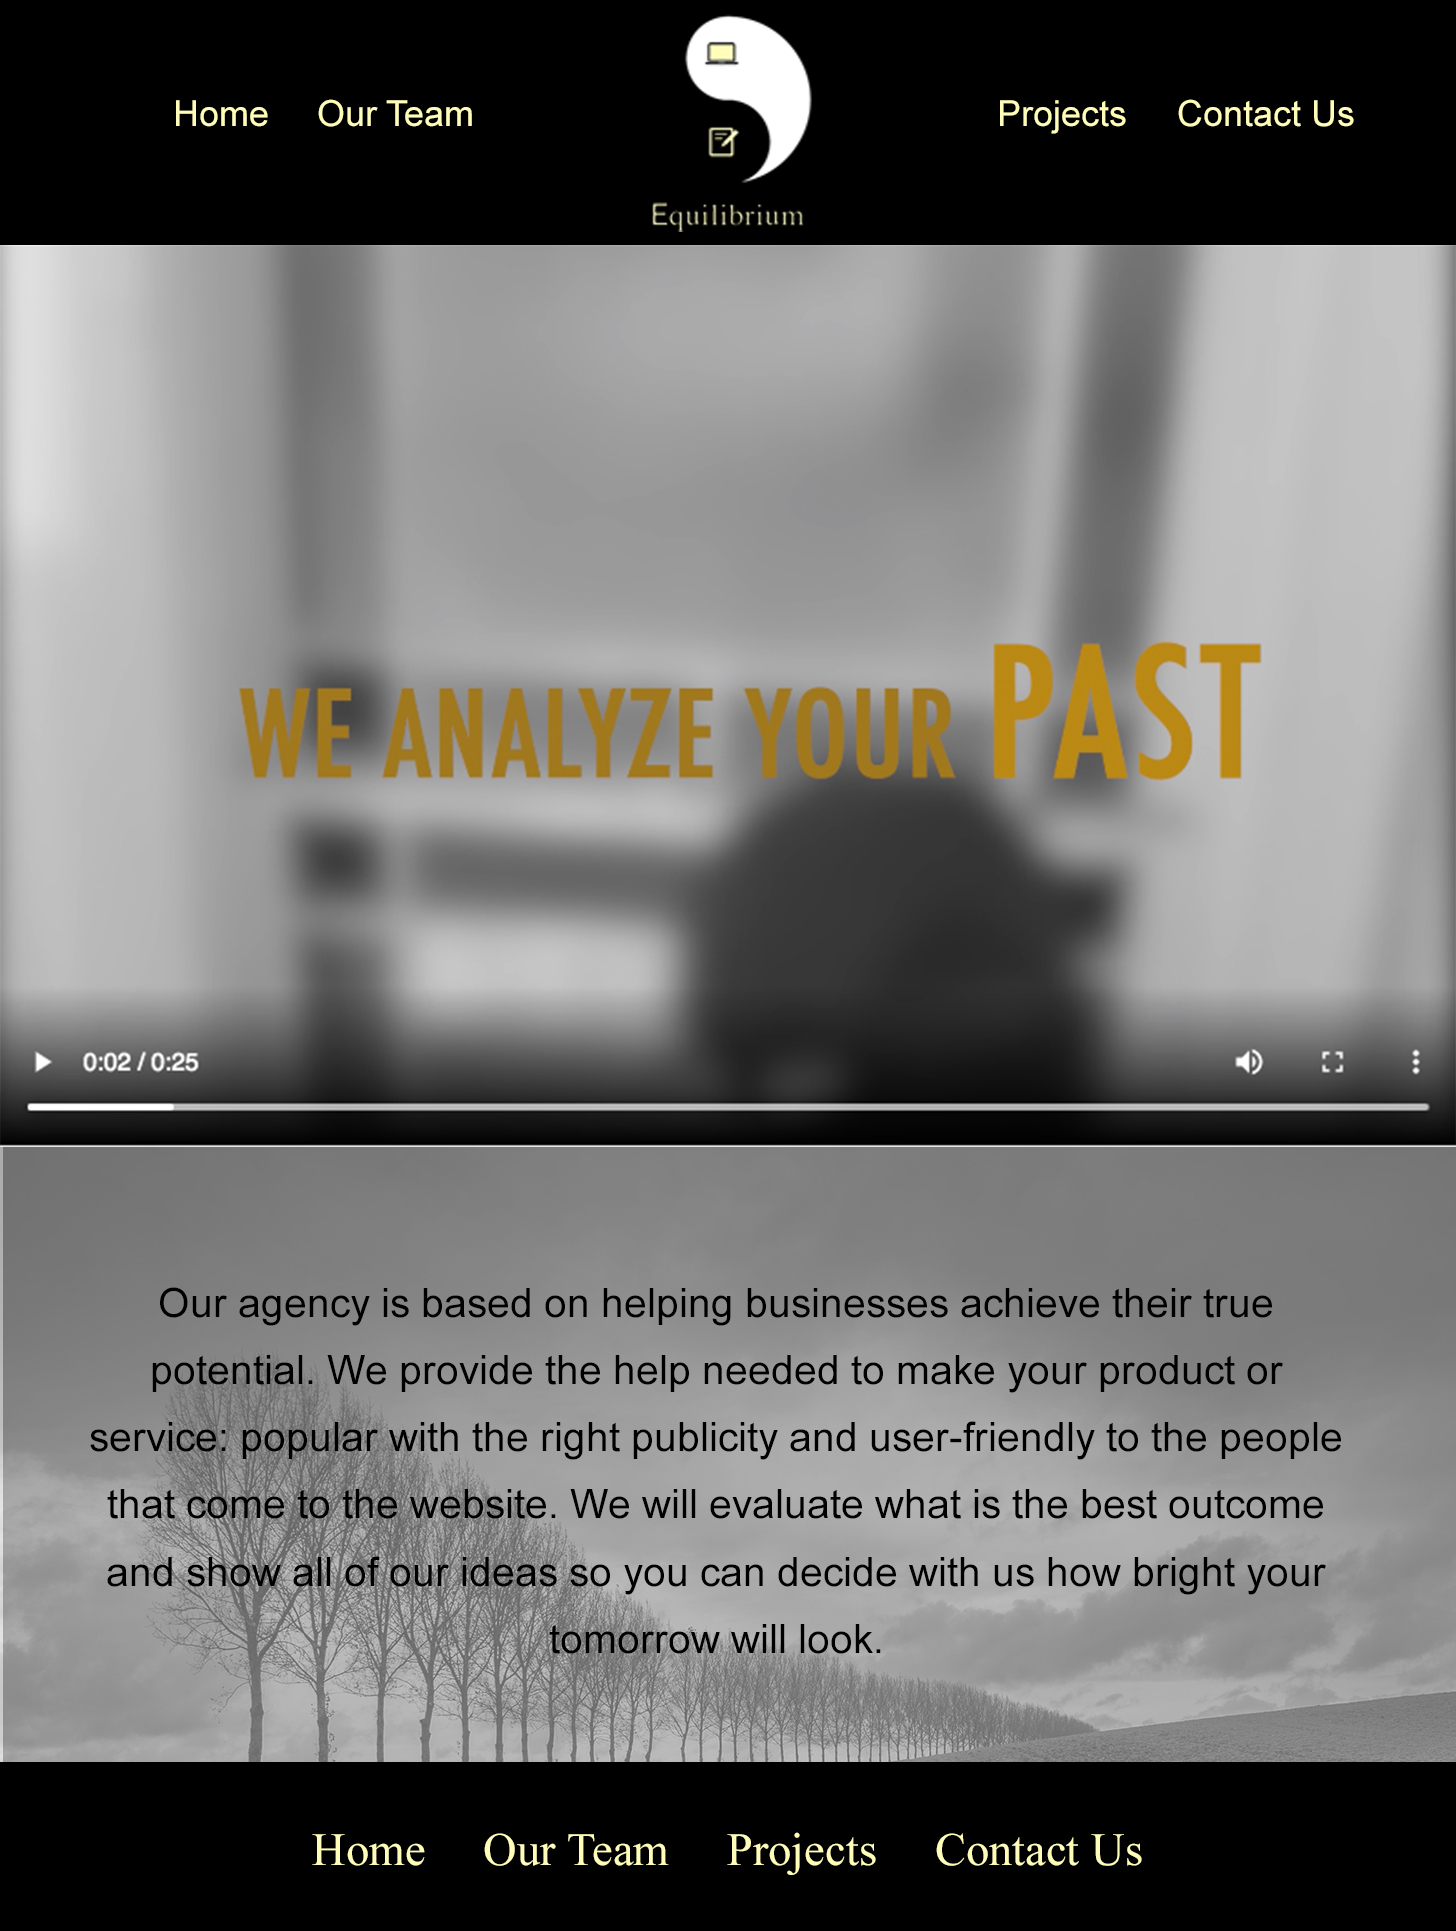 Home Our Team Projects Contact Us
Equilibrium
WE ANALYZE YOUR PAST
0:02 / 0:25
Our agency is based on helping businesses achieve their true
potential. We provide the help needed to make your product or
service: popular with the right publicity and user-friendly to the people
that come to the website. We will evaluate what is the best outcome
and show all of our ideas so you can decide with us how bright your
tomorrow will look.
Home Our Team Projects Contact Us